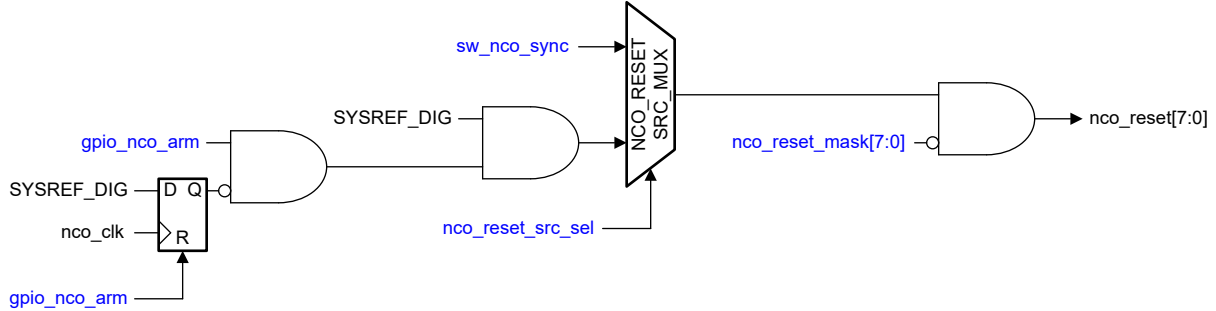 sw_nco_sync
NCO_RESET
SRC_MUX
SYSREF_DIG
gpio_nco_arm
nco_reset_mask[7:0]
nco_reset[7:0]
SYSREF_DIG
D Q
nco_clk
R
nco_reset_src_sel
gpio_nco_arm